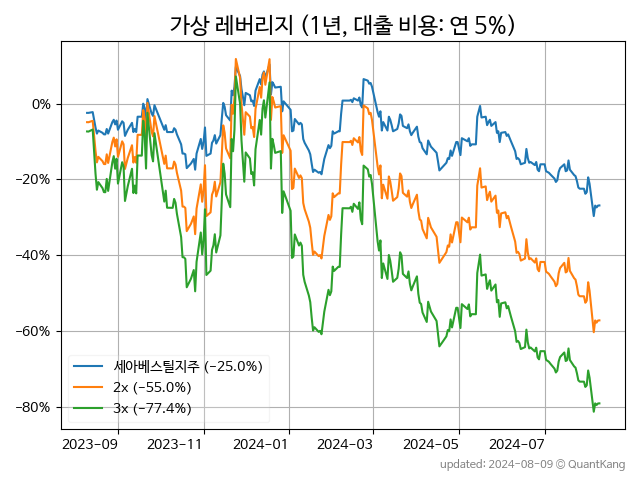 가상 레버리지 (1년, 대출 비용: 연 5%)
0%
−20%
−40%
−60%
−80%
세아베스틸지주 (-25.0%)
2x (-55.0%)
3x (-77.4%)
2023-09
2023-11
2024-01
2024-03
2024-05
2024-07
updated: 2024-08-09 © QuantKang